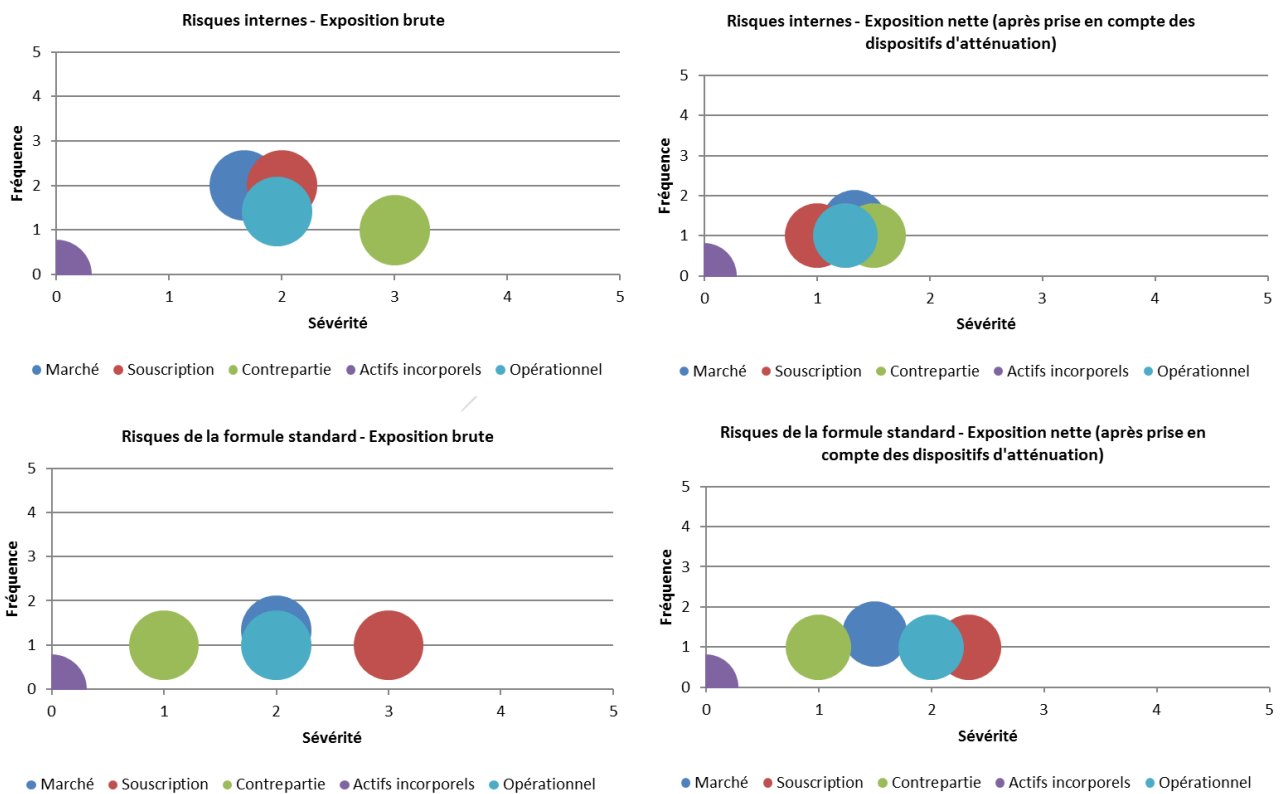 Risques internes - Exposition brute
5
4
3
2
1
0
Fréquence
0 1 2 3 4 5
Sévérité
Marché Souscription Contrepartie Actifs incorporels Opérationnel
Risques internes - Exposition nette (après prise en compte des
dispositifs d'atténuation)
5
4
3
2
1
0
Fréquence
0 1 2 3 4 5
Sévérité
Marché Souscription Contrepartie Actifs incorporels Opérationnel
Risques de la formule standard - Exposition brute
5
4
3
2
1
0
Fréquence
0 1 2 3 4 5
Sévérité
Marché Souscription Contrepartie Actifs incorporels Opérationnel
Risques de la formule standard - Exposition nette (après prise en
compte des dispositifs d'atténuation)
5
4
3
2
1
0
Fréquence
0 1 2 3 4 5
Sévérité
Marché Souscription Contrepartie Actifs incorporels Opérationnel